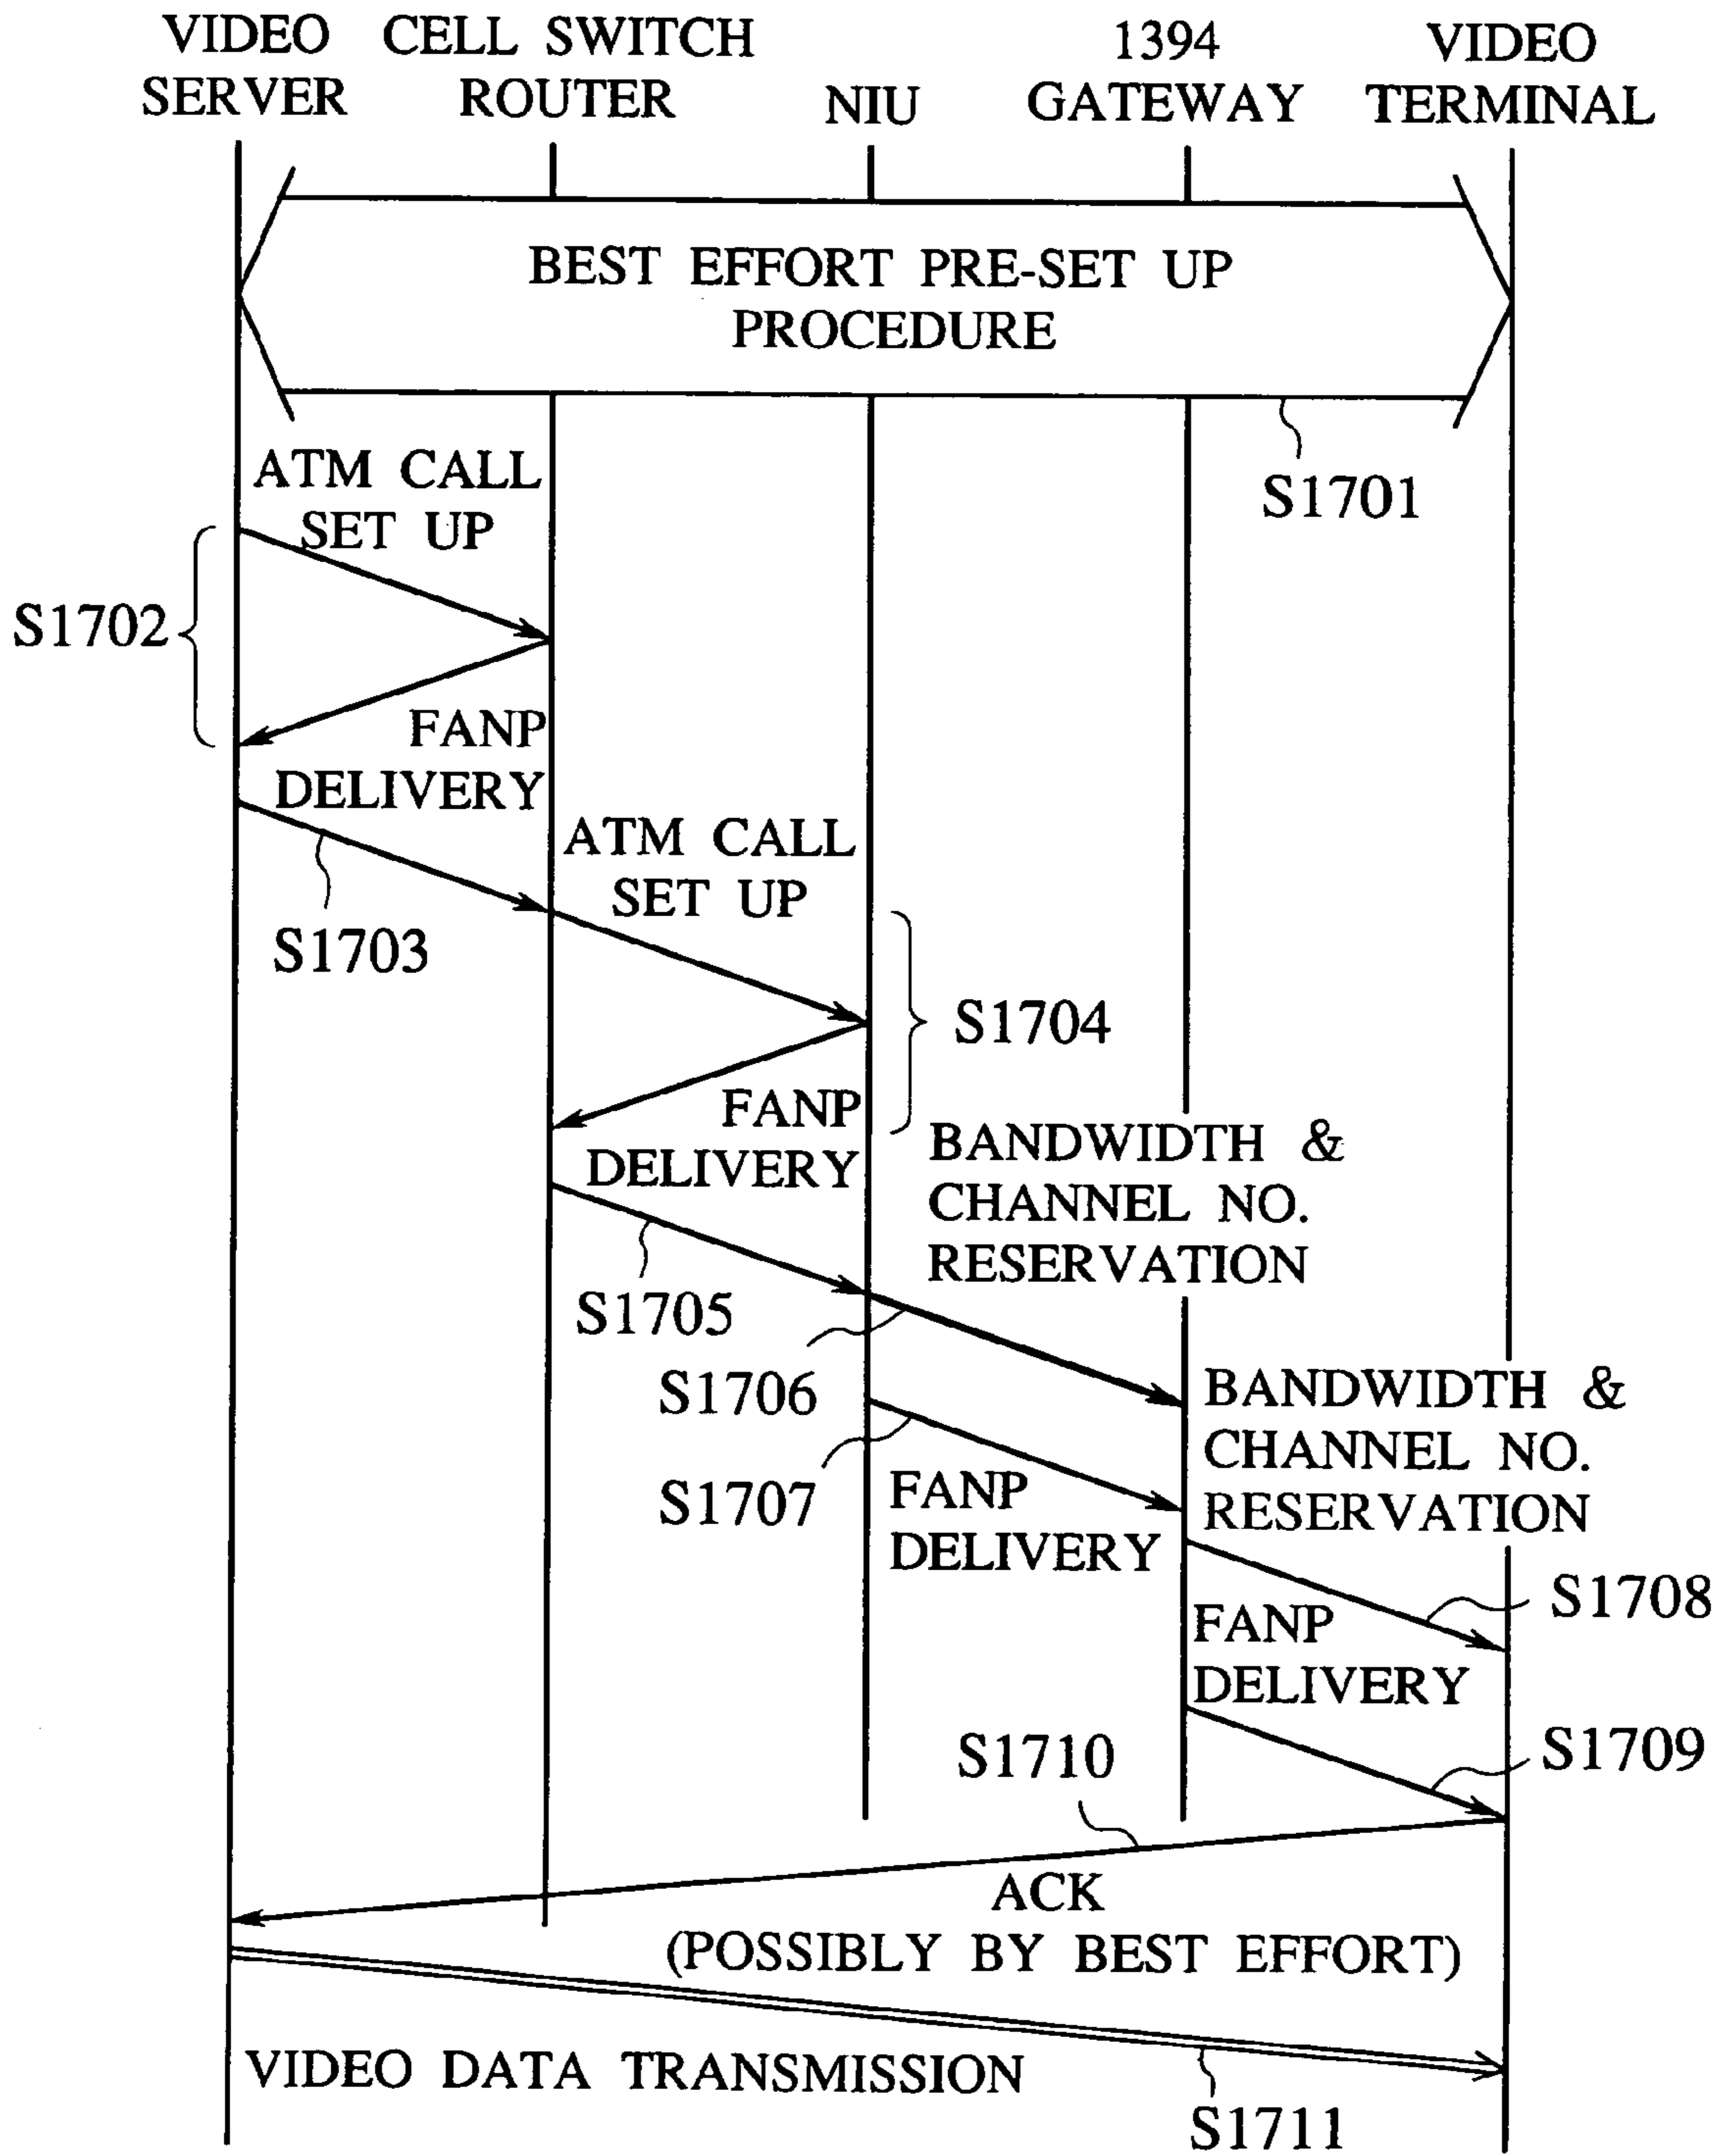 VIDEO
SERVER
CELL SWITCH
ROUTER
NIU
1394
GATEWAY
VIDEO
TERMINAL
BEST EFFORT PRE-SET UP
PROCEDURE
S1701
ATM CALL
SET UP
S1702
FANP
DELIVERY
S1703
ATM CALL
SET UP
S1704
FANP
DELIVERY
S1705
BANDWIDTH &
CHANNEL NO.
RESERVATION
S1706
S1707
FANP
DELIVERY
BANDWIDTH &
CHANNEL NO.
RESERVATION
S1708
FANP
DELIVERY
S1709
S1710
ACK
(POSSIBLY BY BEST EFFORT)
VIDEO DATA TRANSMISSION
S1711